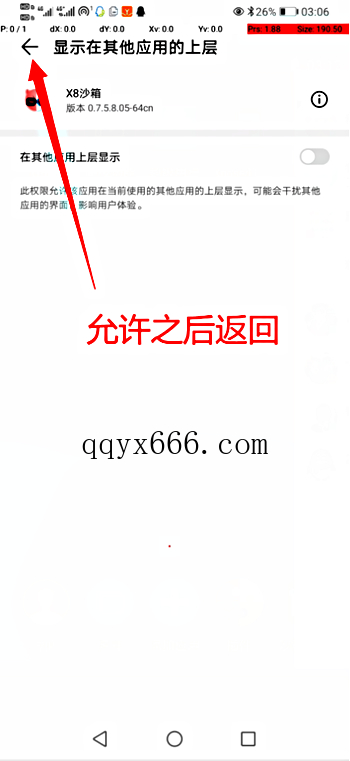 26% 03:06
P: 0 / 1 dX: 0.0 dY: 0.0 Xv: 0.0 Yv: 0.0 Prs: 1.88 Size: 190.50
显示在其他应用的上层
X8沙箱
版本 0.7.5.8.05-64cn
在其他应用上层显示
此权限允许该应用在当前使用的其他应用的上层显示，可能会干扰其他
应用的界面，影响用户体验。
允许之后返回
qqyx666.com